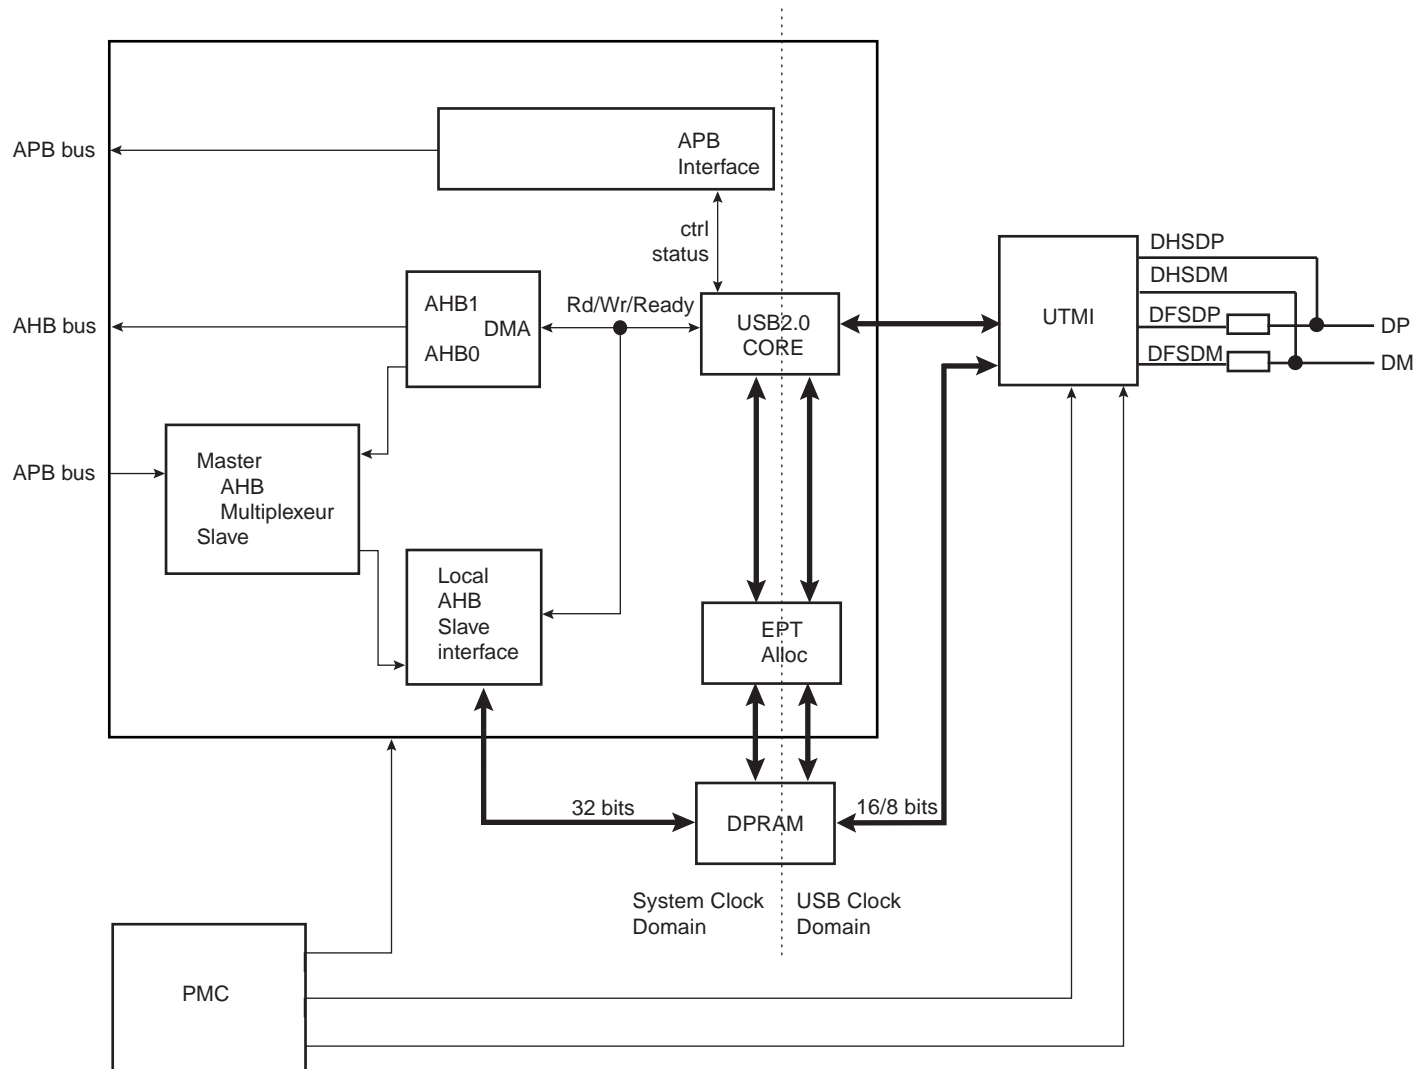 APB bus
APB
Interface
ctrl
status
DHSDP
DHSDM
DFSDP
DFSDM
UTMI
DP
DM
AHB bus
AHB1
DMA
AHB0
Rd/Wr/Ready
USB2.0
CORE
APB bus
Master
AHB
Multiplexeur
Slave
Local
AHB
Slave
interface
EPT
Alloc
32 bits
DPRAM
16/8 bits
System Clock
Domain
USB Clock
Domain
PMC